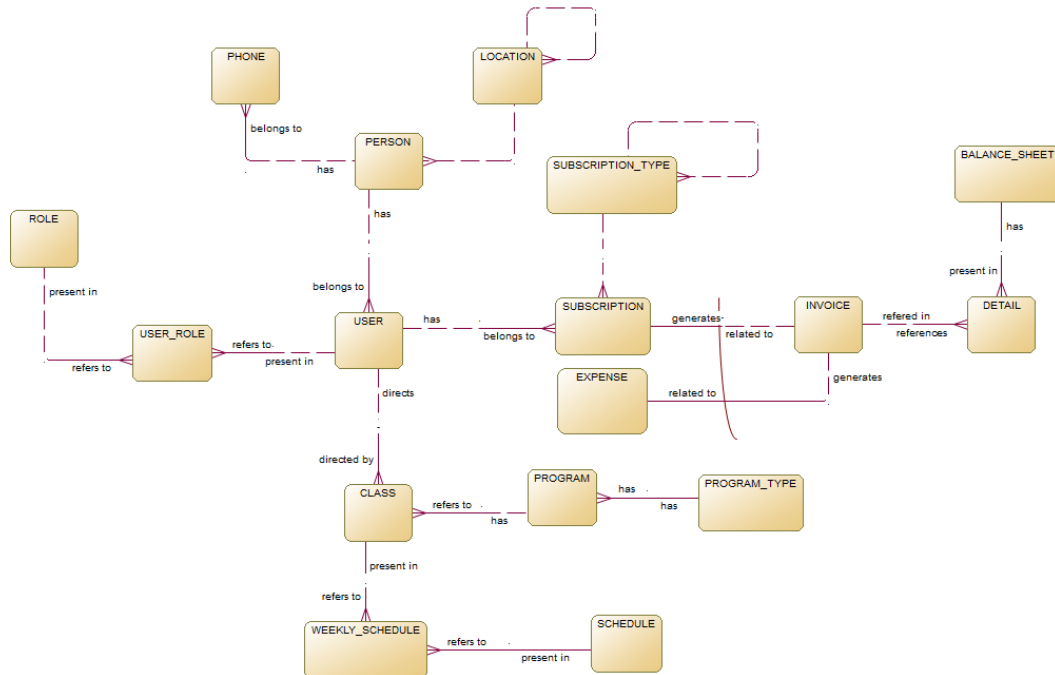 PHONE
LOCATION
belongs to
PERSON
has
SUBSCRIPTION_TYPE
BALANCE_SHEET
ROLE
has
has
present in
belongs to
present in
USER
SUBSCRIPTION
INVOICE
DETAIL
has
belongs to
generates
related to
refered in
references
USER_ROLE
refers to
refers to
present in
EXPENSE
related to
generates
directs
directed by
CLASS
PROGRAM
PROGRAM_TYPE
refers to
has
has
has
present in
refers to
WEEKLY_SCHEDULE
SCHEDULE
refers to
present in